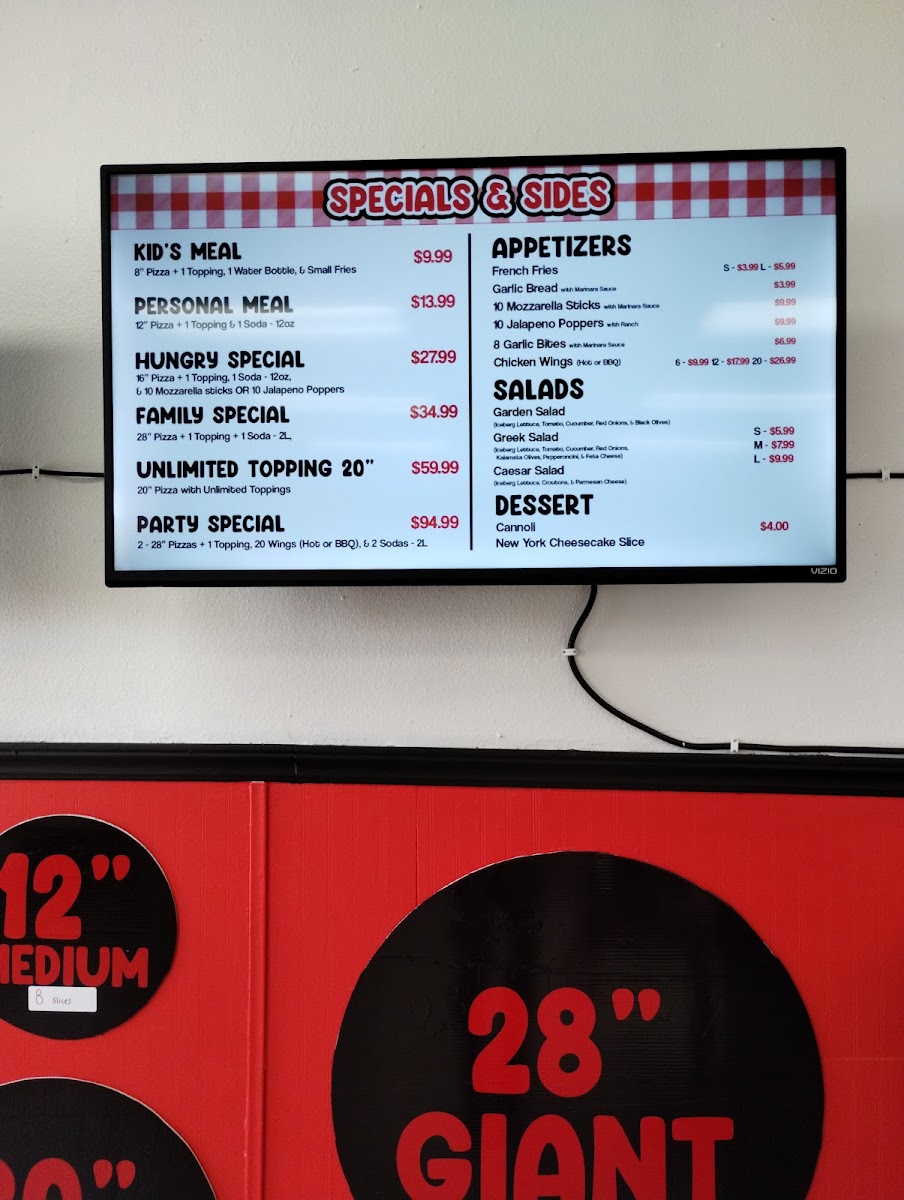 SPECIALS & SIDES
KID'S MEAL $9.99
8" Pizza + 1 Topping, 1 Water Bottle, & Small Fries
PERSONAL MEAL $13.99
12" Pizza + 1 Topping & 1 Soda - 12oz
HUNGRY SPECIAL $27.99
16" Pizza + 1 Topping, 1 Soda - 12oz,
& 10 Mozzarella sticks OR 10 Jalapeno Poppers
FAMILY SPECIAL $34.99
28" Pizza + 1 Topping + 1 Soda - 2L,
UNLIMITED TOPPING 20" $59.99
20" Pizza with Unlimited Toppings
PARTY SPECIAL $94.99
2 - 28" Pizzas + 1 Topping, 20 Wings (Hot or BBQ), & 2 Sodas - 2L
APPETIZERS
French Fries S - $3.99 L - $5.99
Garlic Bread with Marinara Sauce $3.99
10 Mozzarella Sticks with Marinara Sauce $9.99
10 Jalapeno Poppers with Ranch $9.99
8 Garlic Bites with Marinara Sauce $6.99
Chicken Wings (Hot or BBQ) 6 - $9.99 12 - $17.99 20 - $26.99
SALADS
Garden Salad
(Iceberg Lettuce, Tomato, Cucumber, Red Onions, & Black Olives)
Greek Salad
(Iceberg Lettuce, Tomato, Cucumber, Red Onions,
Kalamata Olives, Pepperoncini, & Feta Cheese)
Caesar Salad
(Iceberg Lettuce, Croutons, & Parmesan Cheese)
S - $5.99
M - $7.99
L - $9.99
DESSERT
Cannoli $4.00
New York Cheesecake Slice
VIZIO
12"
MEDIUM
8 slices
28"
GIANT